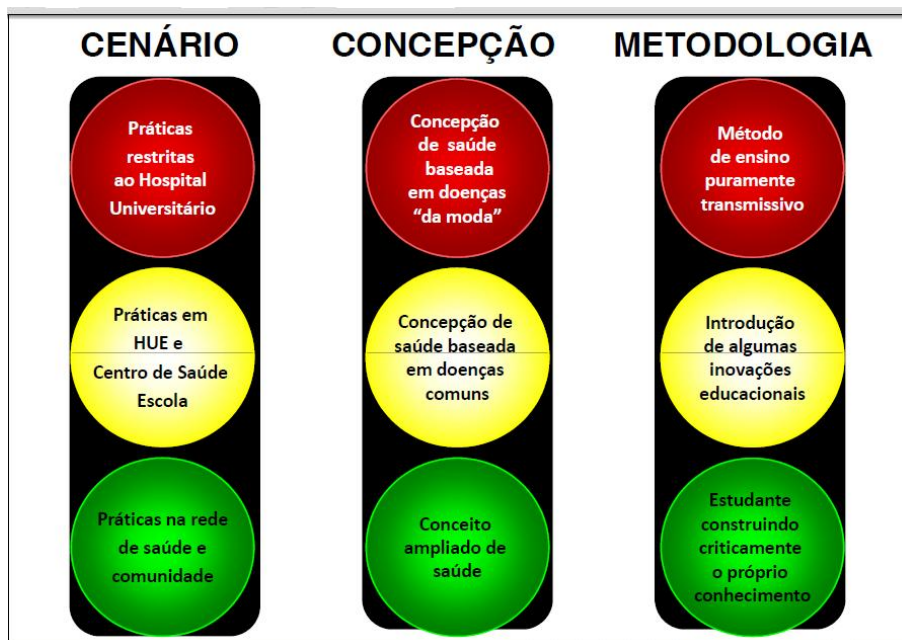 CENÁRIO
Práticas
restritas
ao Hospital
Universitário
Práticas em
HUE e
Centro de Saúde
Escola
Práticas na rede
de saúde e
comunidade
CONCEPÇÃO
Concepção
de saúde
baseada
em doenças
“da moda”
Concepção de
saúde baseada
em doenças
comuns
Conceito
ampliado de
saúde
METODOLOGIA
Método
de ensino
puramente
transmissivo
Introdução
de algumas
inovações
educacionais
Estudante
construindo
criticamente
o próprio
conhecimento